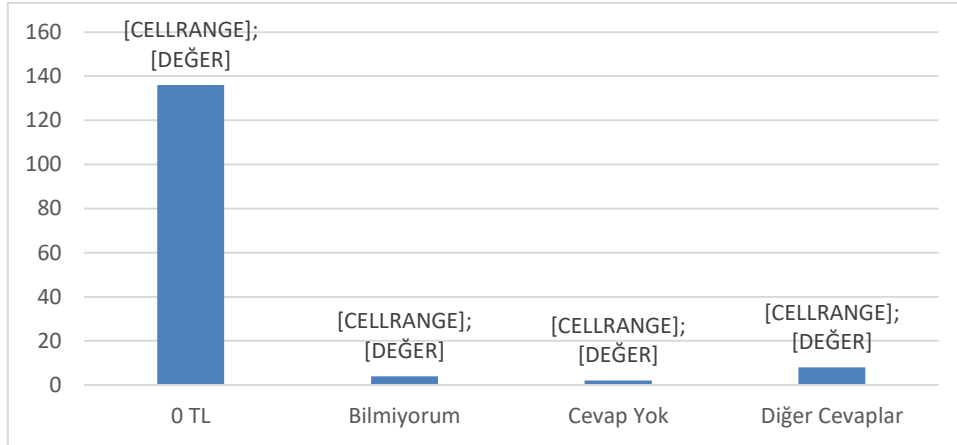 160
140
120
100
80
60
40
20
0
[CELLRANGE];
[DEĞER]
[CELLRANGE];
[DEĞER]
[CELLRANGE];
[DEĞER]
[CELLRANGE];
[DEĞER]
0 TL
Bilmiyorum
Cevap Yok
Diğer Cevaplar